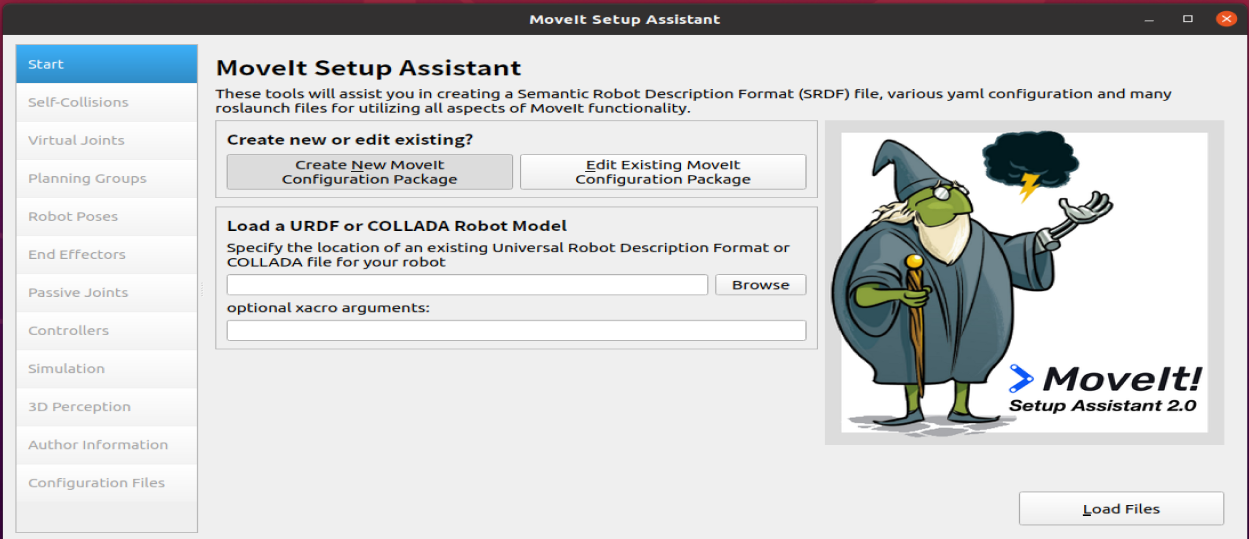 MoveIt Setup Assistant
Start
Self-Collisions
Virtual Joints
Planning Groups
Robot Poses
End Effectors
Passive Joints
Controllers
Simulation
3D Perception
Author Information
Configuration Files
MoveIt Setup Assistant
These tools will assist you in creating a Semantic Robot Description Format (SRDF) file, various yaml configuration and many
roslaunch files for utilizing all aspects of MoveIt functionality.
Create new or edit existing?
Create New MoveIt
Configuration Package
Edit Existing MoveIt
Configuration Package
Load a URDF or COLLADA Robot Model
Specify the location of an existing Universal Robot Description Format or
COLLADA file for your robot
Browse
optional xacro arguments:
MoveIt!
Setup Assistant 2.0
Load Files